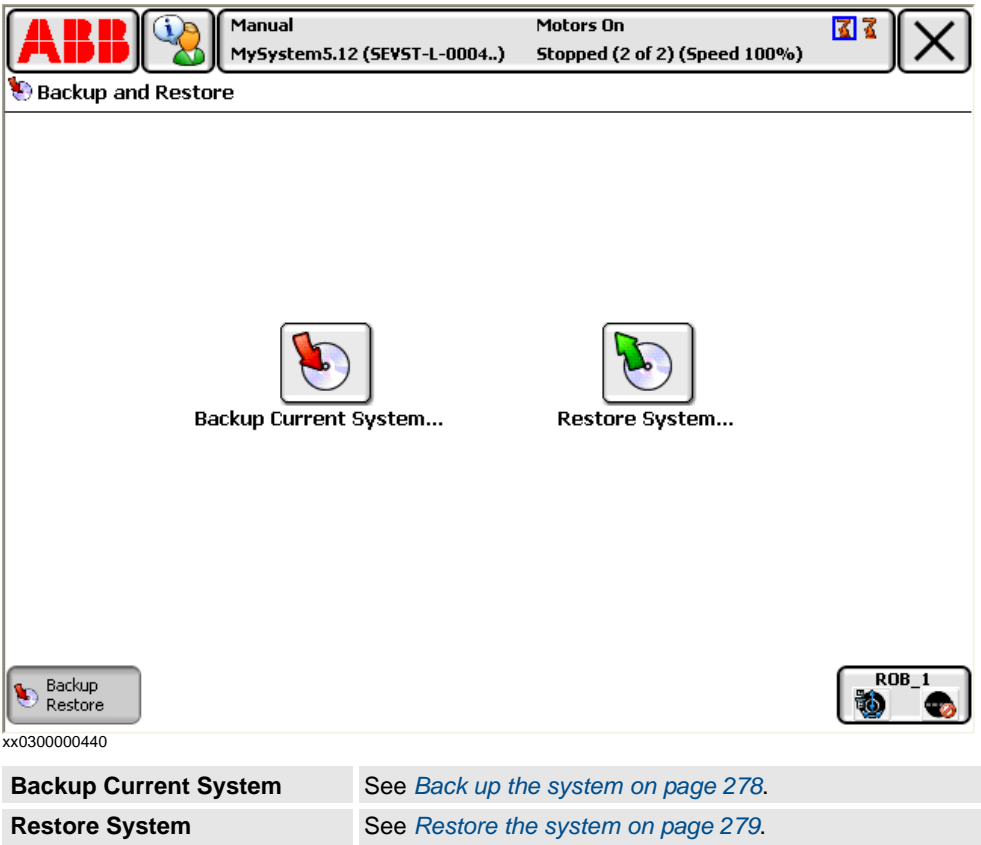 ABB
Manual
MySystem5.12 (SEVST-L-0004..)
Motors On
Stopped (2 of 2) (Speed 100%)
Backup and Restore
Backup Current System...
Restore System...
Backup
Restore
ROB_1
xx0300000440
Backup Current System See Back up the system on page 278.
Restore System See Restore the system on page 279.